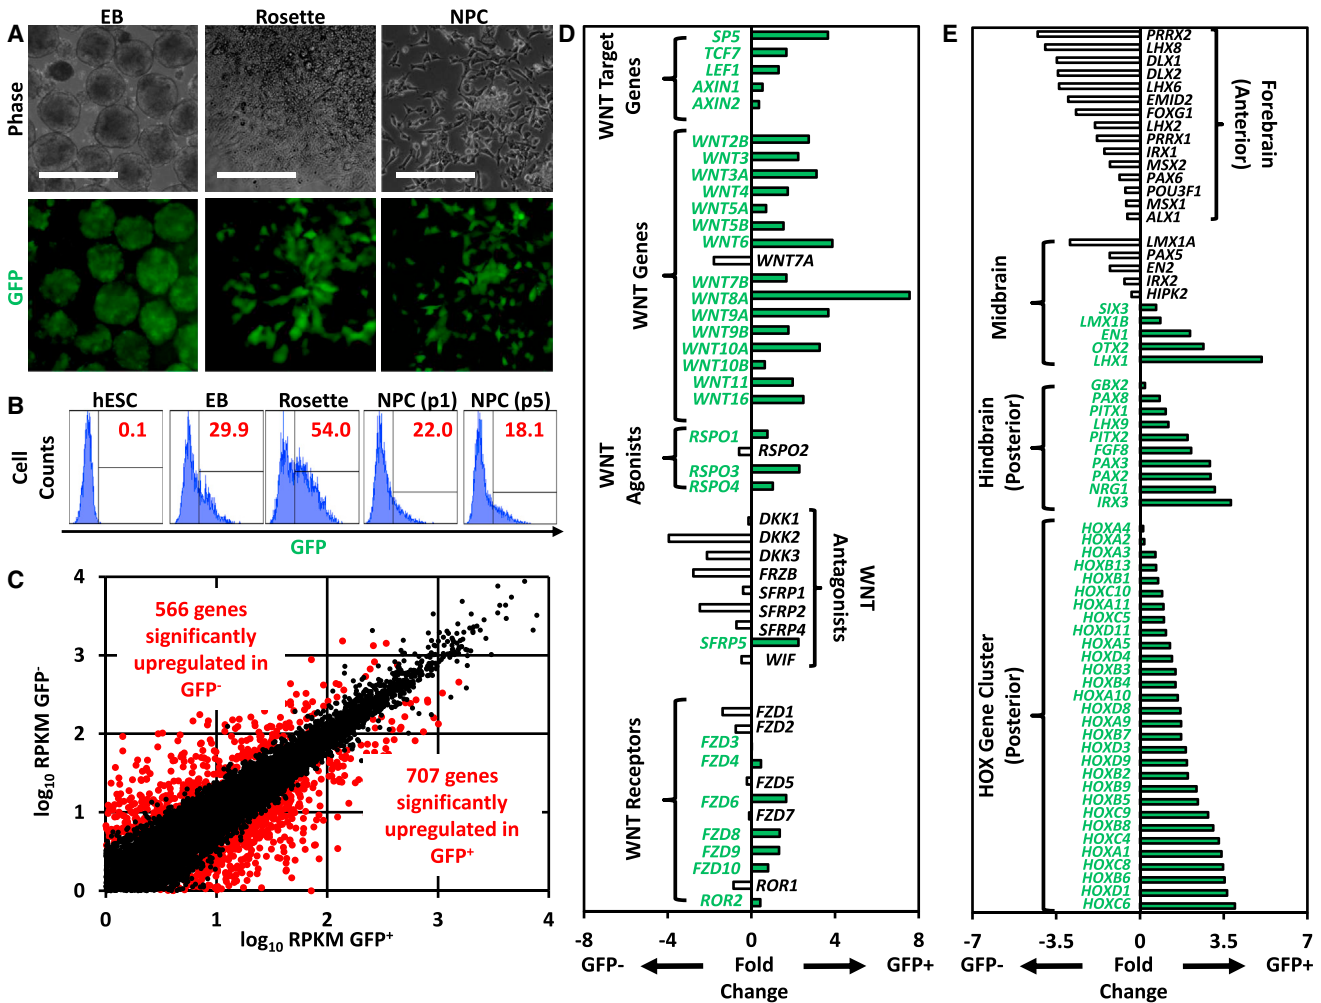 A
EB
Rosette
NPC
Phase
GFP
B
hESC
EB
Rosette
NPC (p1)
NPC (p5)
0.1
29.9
54.0
22.0
18.1
Cell
Counts
GFP
C
4
3
2
1
0
566 genes
significantly
upregulated in
GFP-
707 genes
significantly
upregulated in
GFP+
log10 RPKM GFP-
0
1
2
3
4
log10 RPKM GFP+
D
WNT Target
Genes
SP5
TCF7
LEF1
AXIN1
AXIN2
WNT Genes
WNT2B
WNT3
WNT3A
WNT4
WNT5A
WNT5B
WNT6
WNT7A
WNT7B
WNT8A
WNT9A
WNT9B
WNT10A
WNT10B
WNT11
WNT16
WNT
Agonists
RSPO1
RSPO2
RSPO3
RSPO4
DKK1
DKK2
DKK3
FRZB
SFRP1
SFRP2
SFRP4
SFRP5
WIF
WNT
Antagonists
WNT Receptors
FZD1
FZD2
FZD3
FZD4
FZD5
FZD6
FZD7
FZD8
FZD9
FZD10
ROR1
ROR2
-8
-4
0
4
8
GFP-
Fold
Change
GFP+
E
PRRX2
LHX8
DLX1
DLX2
LHX6
EMID2
FOXG1
LHX2
PRRX1
IRX1
MSX2
PAX6
POU3F1
MSX1
ALX1
Forebrain
(Anterior)
Midbrain
LMX1A
PAX5
EN2
IRX2
HIPK2
SIX3
LMX1B
EN1
OTX2
LHX1
Hindbrain
(Posterior)
GBX2
PAX8
PITX1
LHX9
PITX2
FGF8
PAX3
PAX2
NRG1
IRX3
HOX Gene Cluster
(Posterior)
HOXA4
HOXA2
HOXA3
HOXB13
HOXB1
HOXC10
HOXA11
HOXC5
HOXD11
HOXA5
HOXD4
HOXB3
HOXB4
HOXA10
HOXD8
HOXA9
HOXB7
HOXD3
HOXD9
HOXB2
HOXB9
HOXB5
HOXC9
HOXB8
HOXC4
HOXA1
HOXC8
HOXB6
HOXD1
HOXC6
-7
-3.5
0
3.5
7
GFP-
Fold
Change
GFP+